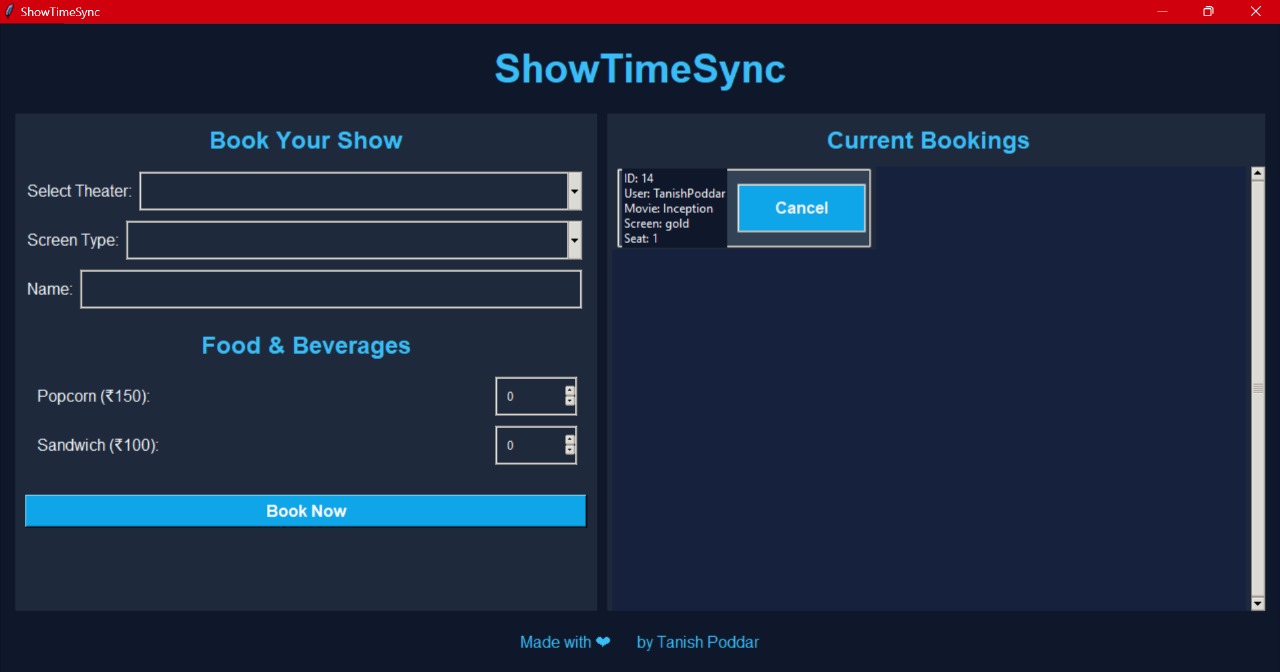 ShowTimeSync
ShowTimeSync
Book Your Show
Select Theater:
Screen Type:
Name:
Food & Beverages
Popcorn (₹150):
0
Sandwich (₹100):
0
Book Now
Current Bookings
ID: 14
User: TanishPoddar
Movie: Inception
Screen: gold
Seat: 1
Cancel
Made with ❤ by Tanish Poddar